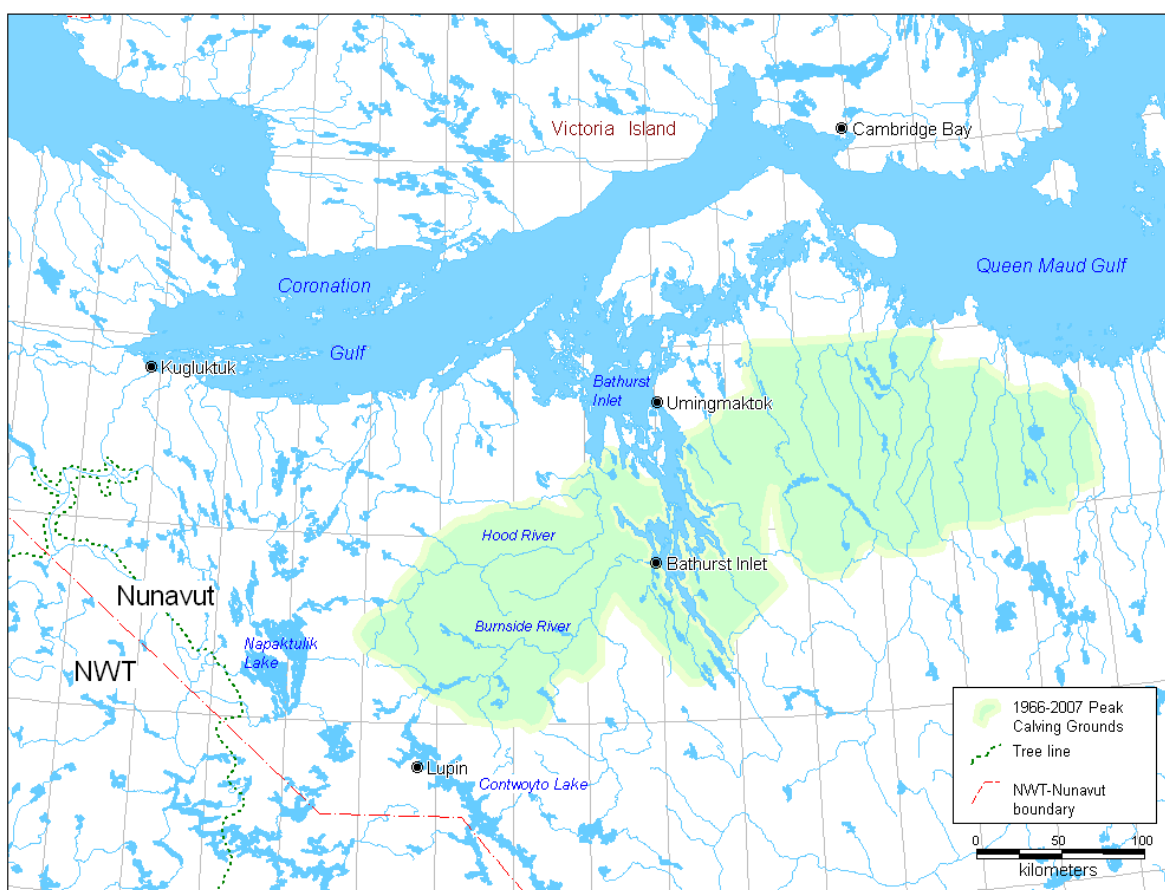 Victoria Island
Cambridge Bay
Queen Maud Gulf
Coronation
Gulf
Kugluktuk
Bathurst
Inlet
Umingmaktok
Hood River
Bathurst Inlet
Nunavut
Burnside River
Napaktulik
Lake
NWT
Lupin
Contwoyto Lake
1966-2007 Peak
Calving Grounds
Tree line
NWT-Nunavut
boundary
0 50 100
kilometers